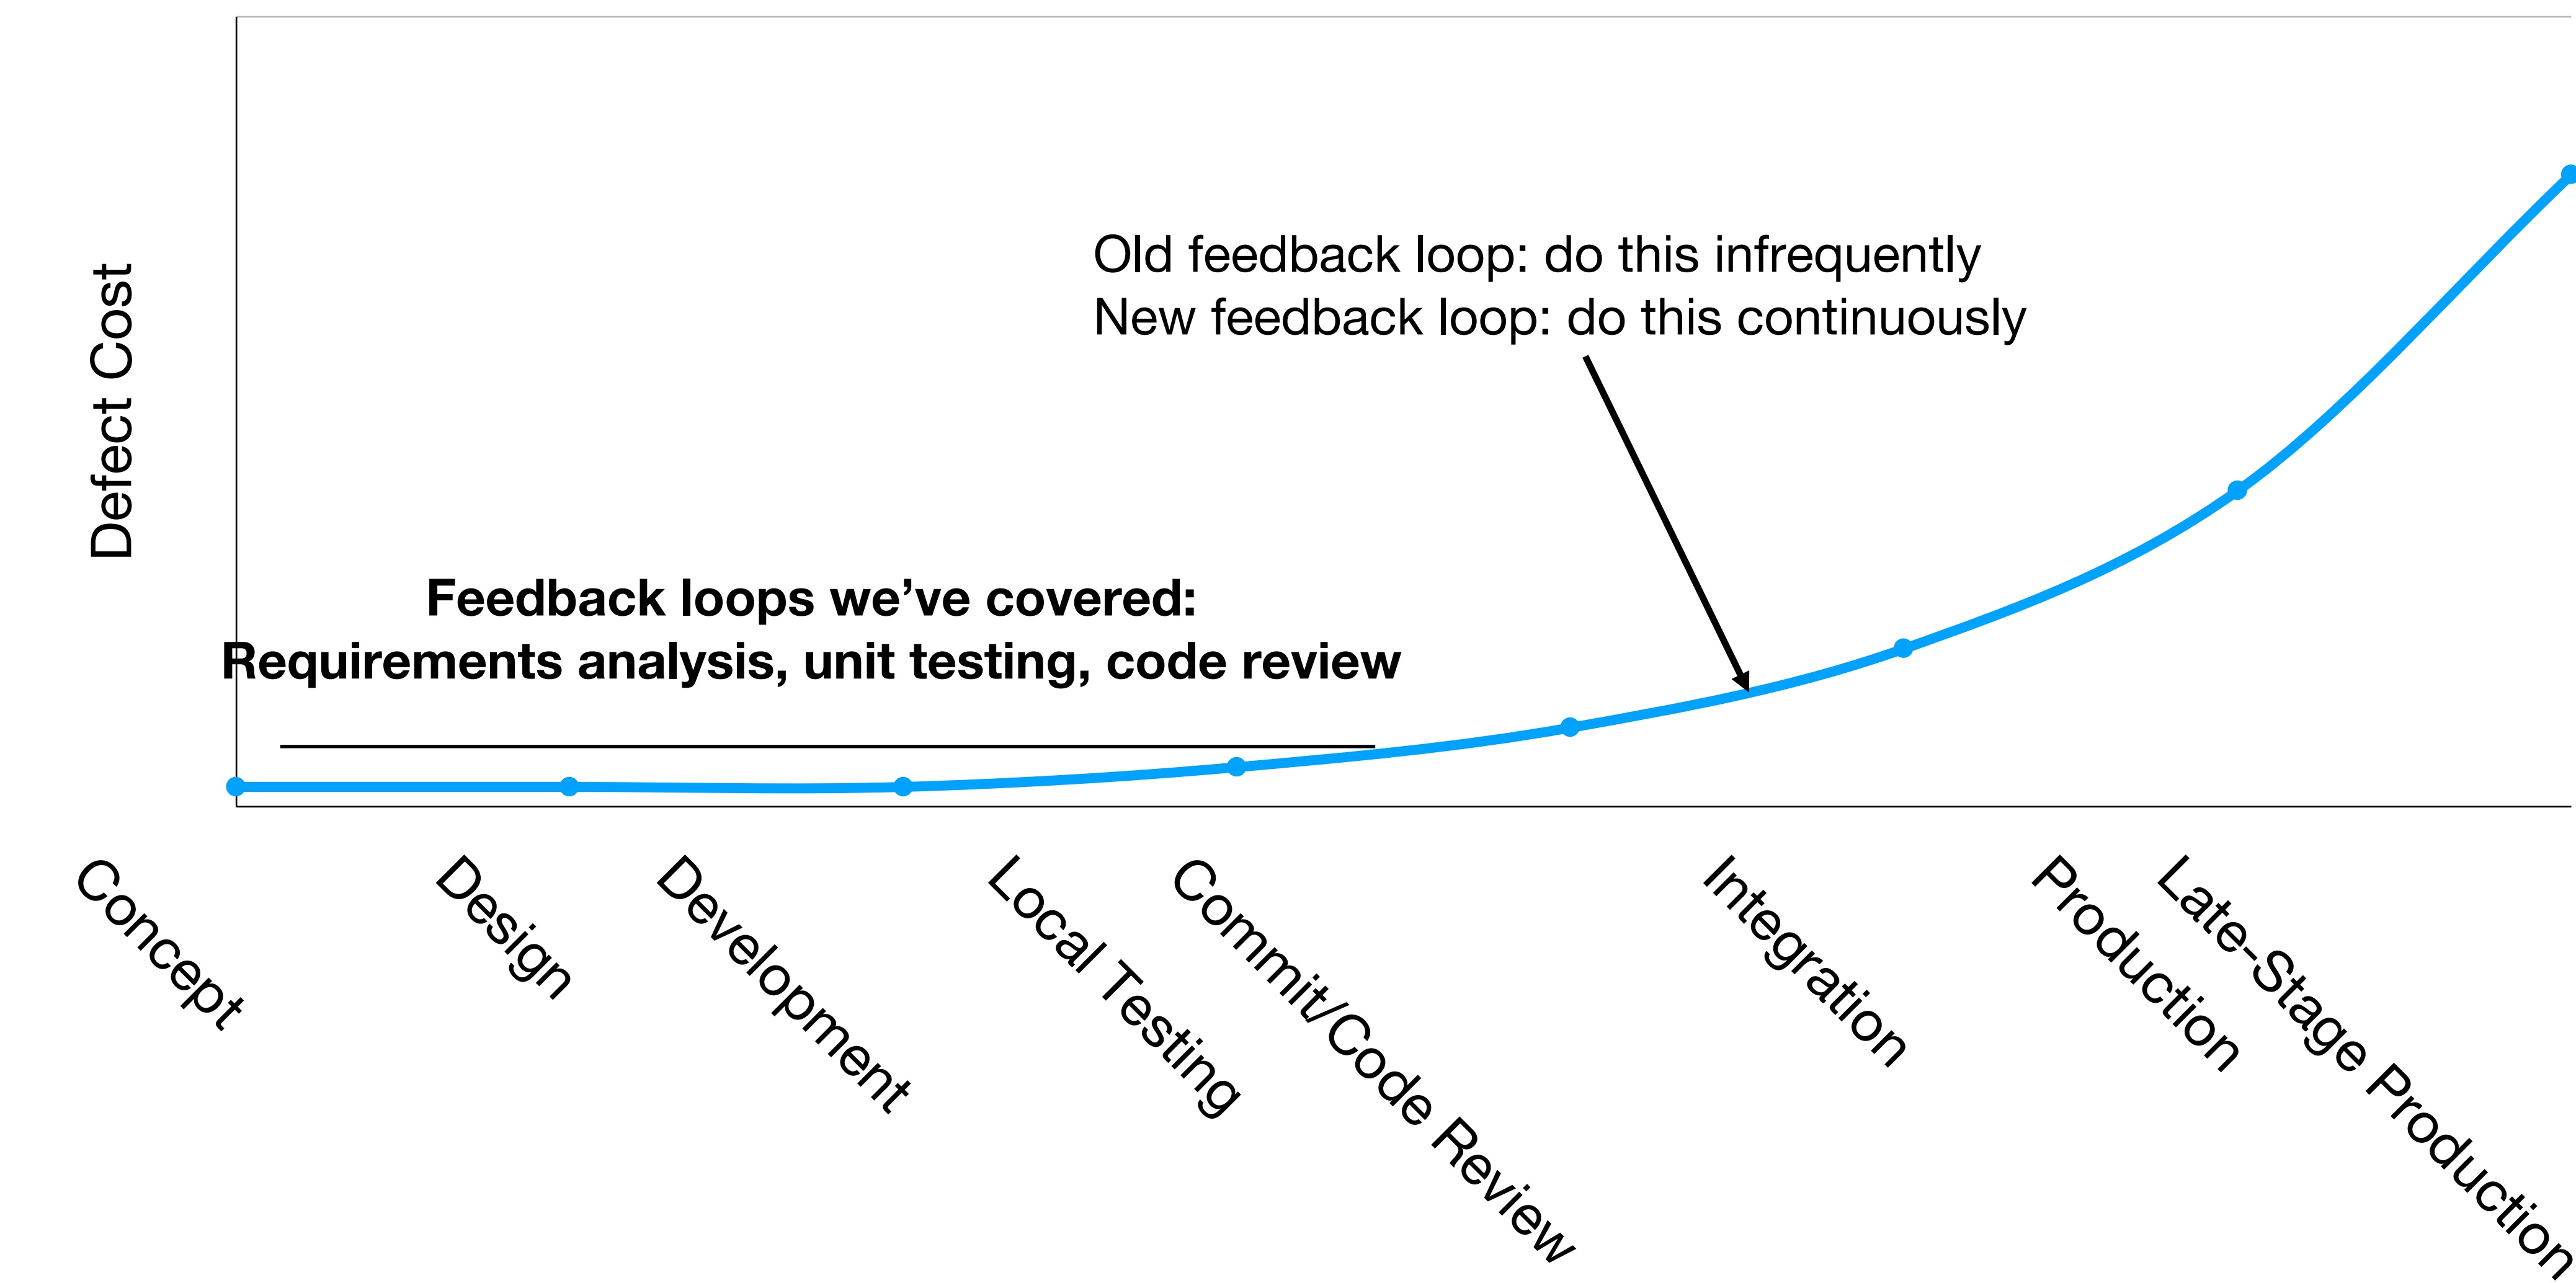 Defect Cost
Old feedback loop: do this infrequently
New feedback loop: do this continuously
Feedback loops we’ve covered:
Requirements analysis, unit testing, code review
Concept
Design
Development
Local Testing
Commit/Code Review
Integration
Production
Late-Stage Production